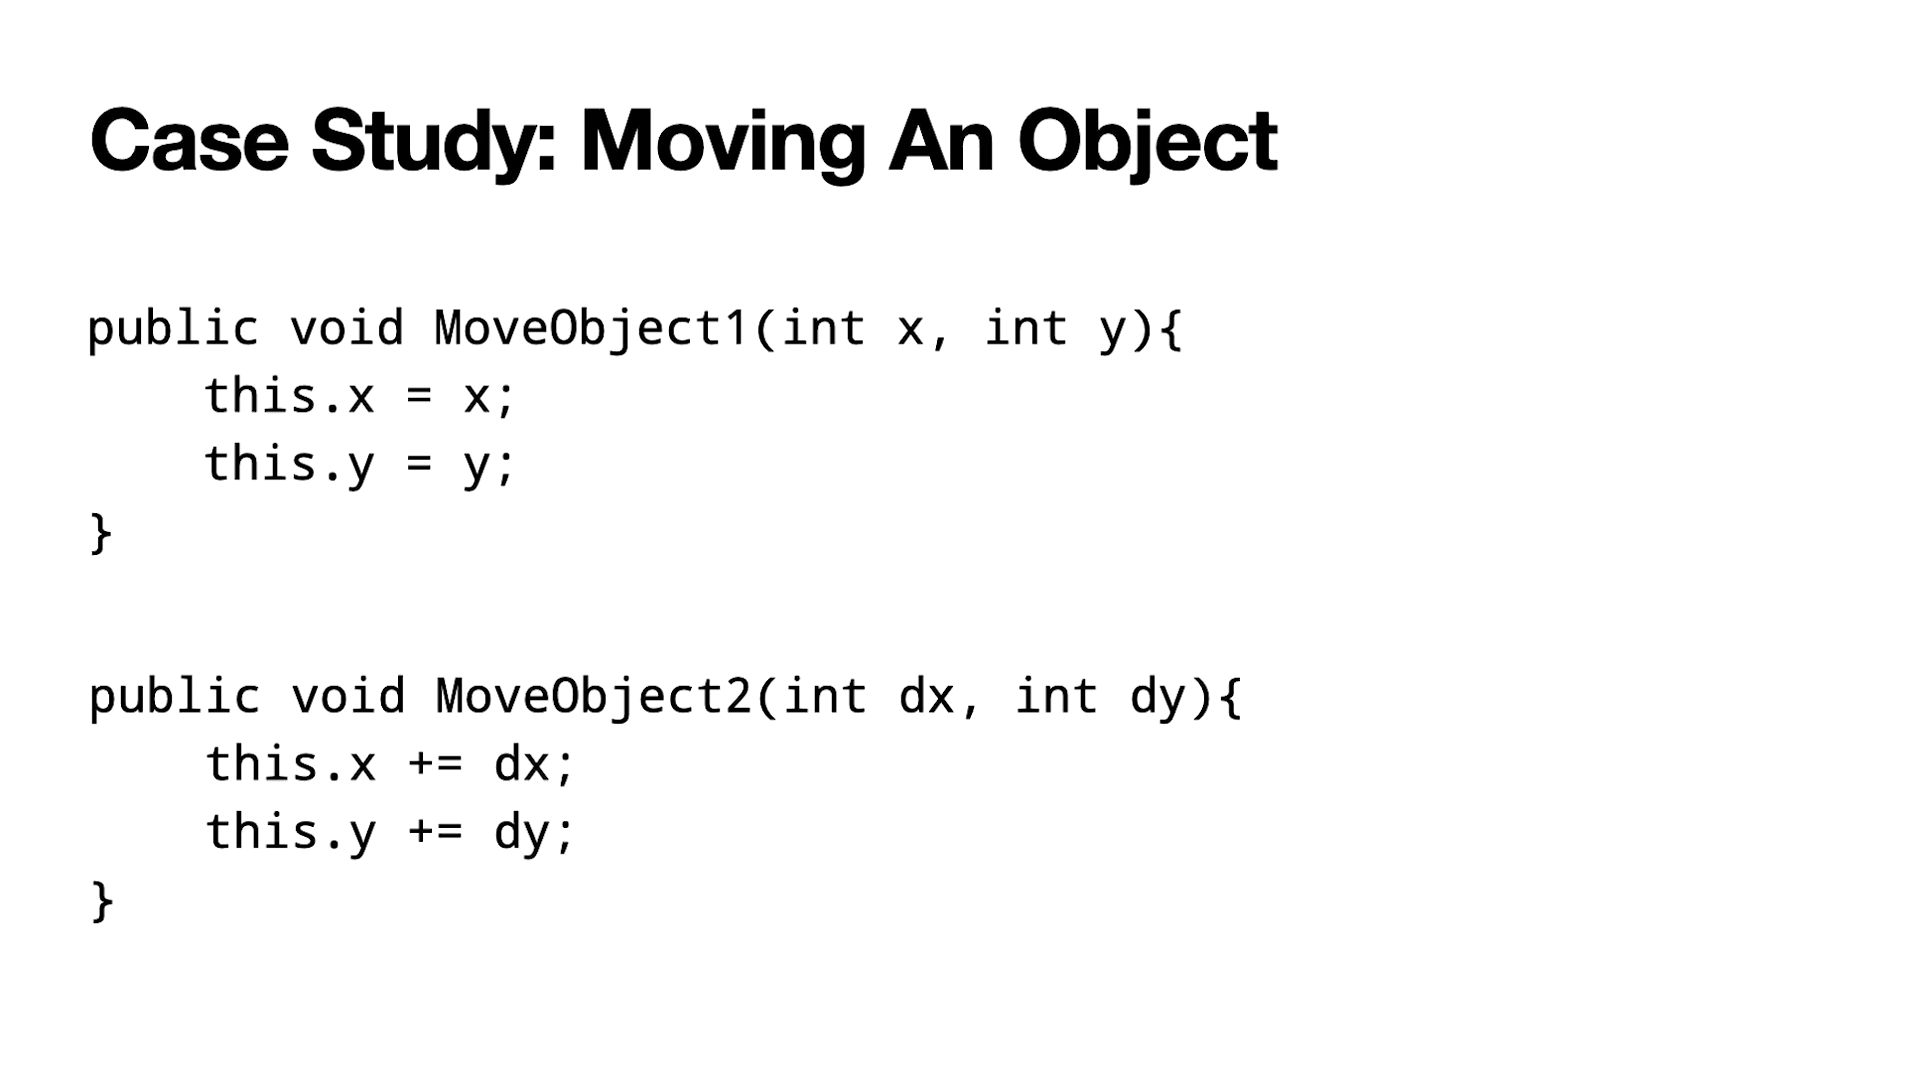 Case Study: Moving An Object
public void MoveObject1(int x, int y){
    this.x = x;
    this.y = y;
}
public void MoveObject2(int dx, int dy){
    this.x += dx;
    this.y += dy;
}